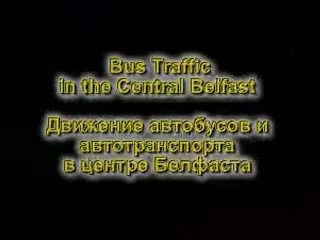 Bus Traffic
in the Central Belfast
Движение автобусов и
автотранспорта
в центре Белфаста